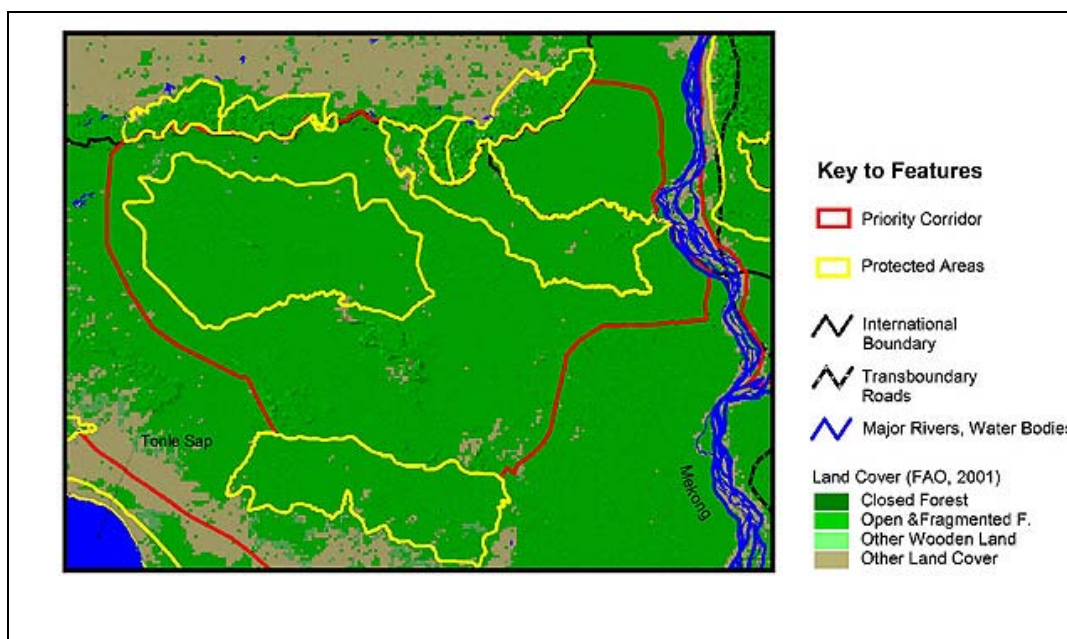 Key to Features
Priority Corridor
Protected Areas
International
Boundary
Transboundary
Roads
Major Rivers, Water Bodies
Land Cover (FAO, 2001)
Closed Forest
Open &Fragmented F.
Other Wooden Land
Other Land Cover
Tonle Sap
Mekong